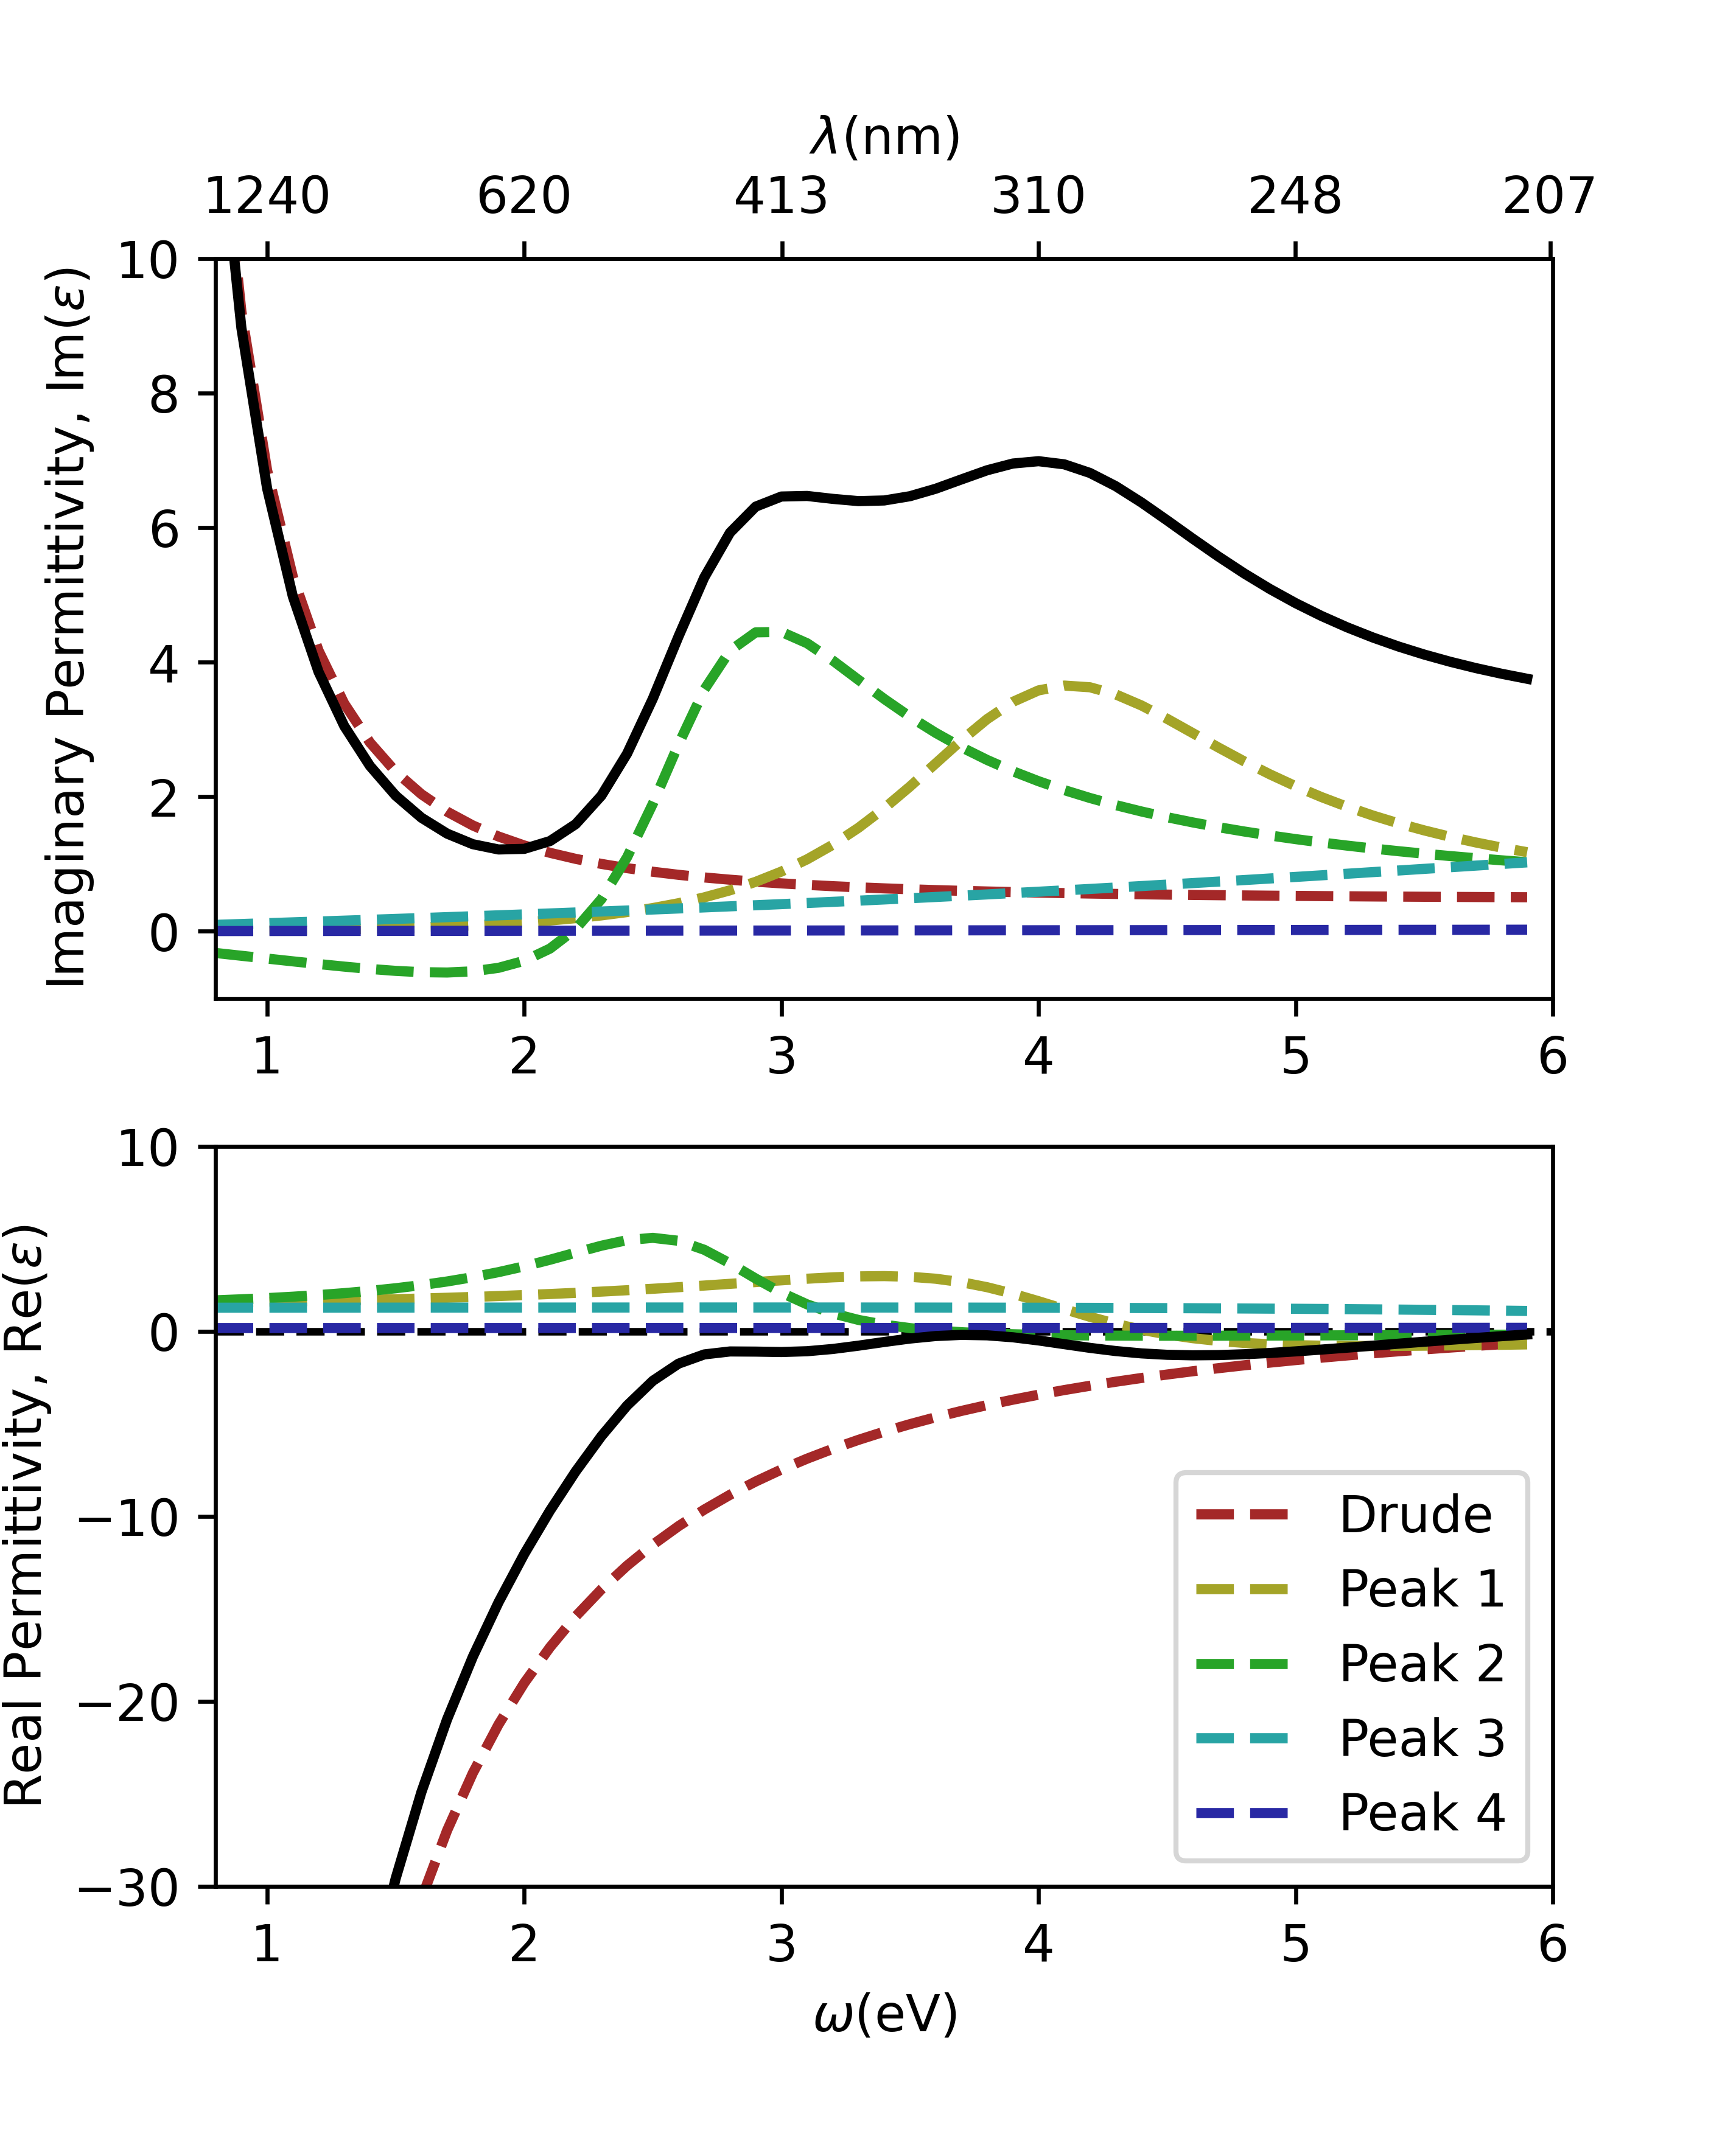 λ(nm)
1240 620 413 310 248 207
Imaginary Permittivity, Im(ε)
10
8
6
4
2
0
1 2 3 4 5 6
Real Permittivity, Re(ε)
10
0
−10
−20
−30
Drude
Peak 1
Peak 2
Peak 3
Peak 4
1 2 3 4 5 6
ω(eV)